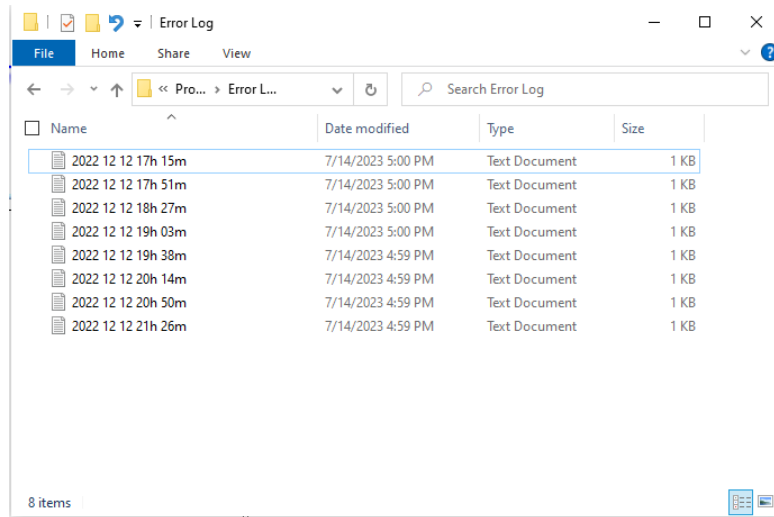 Error Log
File Home Share View
« Pro... › Error L... Search Error Log
Name Date modified Type Size
2022 12 12 17h 15m 7/14/2023 5:00 PM Text Document 1 KB
2022 12 12 17h 51m 7/14/2023 5:00 PM Text Document 1 KB
2022 12 12 18h 27m 7/14/2023 5:00 PM Text Document 1 KB
2022 12 12 19h 03m 7/14/2023 5:00 PM Text Document 1 KB
2022 12 12 19h 38m 7/14/2023 4:59 PM Text Document 1 KB
2022 12 12 20h 14m 7/14/2023 4:59 PM Text Document 1 KB
2022 12 12 20h 50m 7/14/2023 4:59 PM Text Document 1 KB
2022 12 12 21h 26m 7/14/2023 4:59 PM Text Document 1 KB
8 items